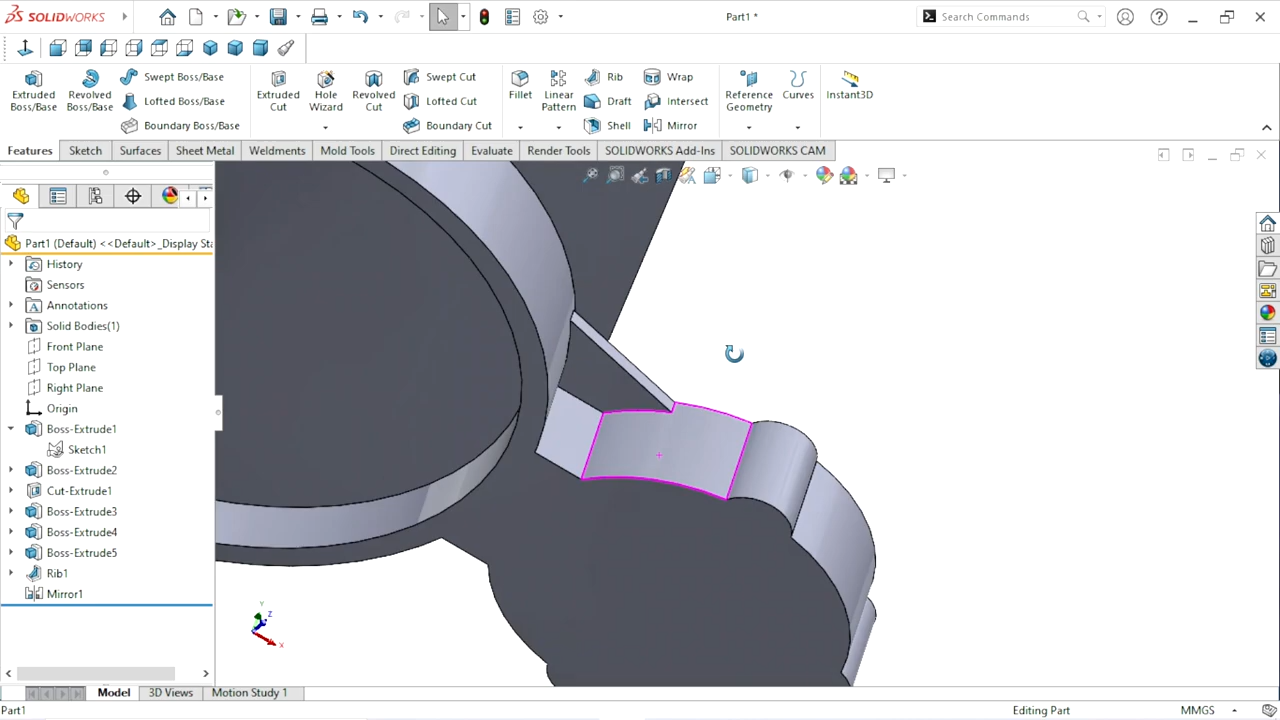 SOLIDWORKS
Part1 *
Search Commands
Extruded Boss/Base
Revolved Boss/Base
Swept Boss/Base
Lofted Boss/Base
Boundary Boss/Base
Extruded Cut
Hole Wizard
Revolved Cut
Swept Cut
Lofted Cut
Boundary Cut
Fillet
Linear Pattern
Rib
Draft
Shell
Wrap
Intersect
Mirror
Reference Geometry
Curves
Instant3D
Features
Sketch
Surfaces
Sheet Metal
Weldments
Mold Tools
Direct Editing
Evaluate
Render Tools
SOLIDWORKS Add-Ins
SOLIDWORKS CAM
Part1 (Default) <<Default>_Display Sta
History
Sensors
Annotations
Solid Bodies(1)
Front Plane
Top Plane
Right Plane
Origin
Boss-Extrude1
Sketch1
Boss-Extrude2
Cut-Extrude1
Boss-Extrude3
Boss-Extrude4
Boss-Extrude5
Rib1
Mirror1
Y
Z
X
Model
3D Views
Motion Study 1
Part1
Editing Part
MMGS